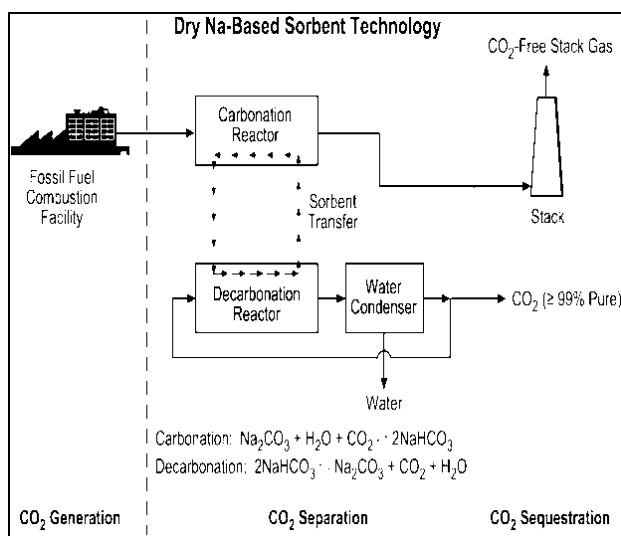 Dry Na-Based Sorbent Technology
CO₂-Free Stack Gas
Carbonation
Reactor
Fossil Fuel
Combustion
Facility
Sorbent
Transfer
Stack
Decarbonation
Reactor
Water
Condenser
CO₂ (≥ 99% Pure)
Water
Carbonation: Na₂CO₃ + H₂O + CO₂ · · 2NaHCO₃
Decarbonation: 2NaHCO₃ · · Na₂CO₃ + CO₂ + H₂O
CO₂ Generation
CO₂ Separation
CO₂ Sequestration